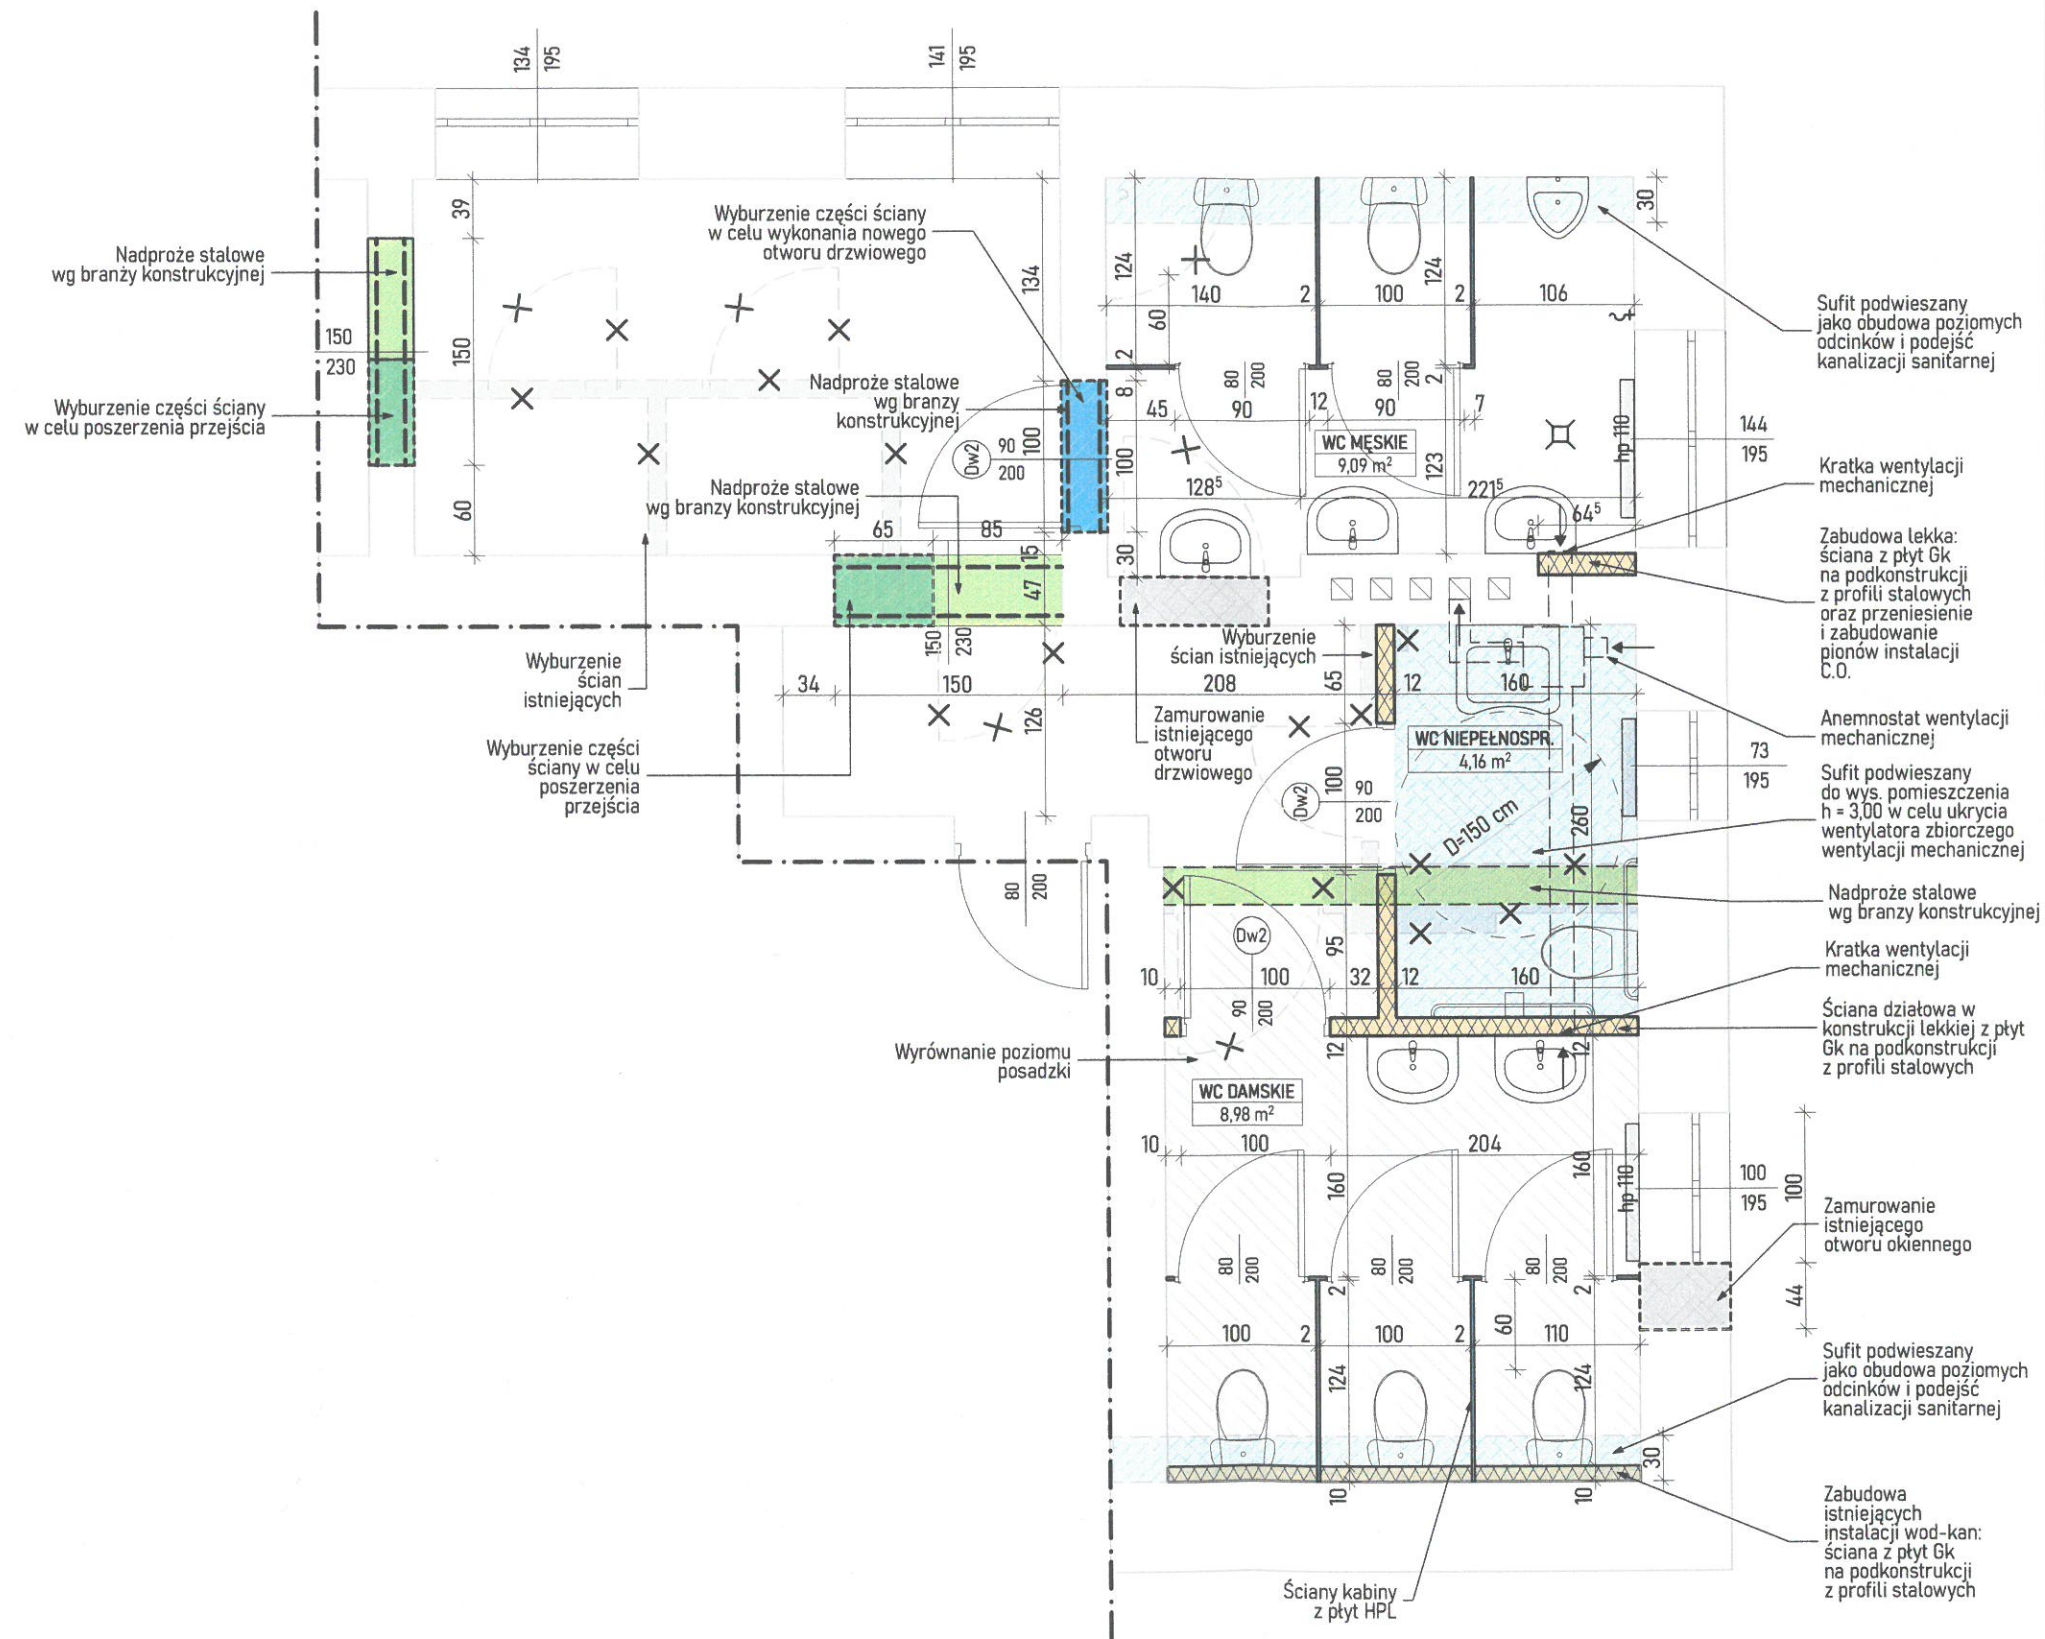 134
195
141
195
39
150
60
150
230
Nadproże stalowe
wg branży konstrukcyjnej
Wyburzenie części ściany
w celu poszerzenia przejścia
Wyburzenie części ściany
w celu wykonania nowego
otworu drzwiowego
Nadproże stalowe
wg branzy
konstrukcyjnej
Nadproże stalowe
wg branzy konstrukcyjnej
134
100
15
47
Dw2
90
200
65
85
150
230
Wyburzenie
ścian
istniejących
Wyburzenie części
ściany w celu
poszerzenia
przejścia
34
150
208
126
80
200
124
60
2
8
100
30
140
2
100
2
106
124
30
80
200
80
200
2
45
90
12
90
7
WC MĘSKIE
9,09 m²
123
128⁵
221⁵
64⁵
hp 110
144
195
Sufit podwieszany
jako obudowa poziomych
odcinków i podejść
kanalizacji sanitarnej
Kratka wentylacji
mechanicznej
Zabudowa lekka:
ściana z płyt Gk
na podkonstrukcji
z profili stalowych
oraz przeniesienie
i zabudowanie
pionów instalacji
C.O.
Wyburzenie
ścian istniejących
Zamurowanie
istniejącego
otworu
drzwiowego
65
12
160
WC NIEPEŁNOSPR.
4,16 m²
D=150 cm
260
100
Dw2
90
200
73
195
Anemnostat wentylacji
mechanicznej
Sufit podwieszany
do wys. pomieszczenia
h = 3,00 w celu ukrycia
wentylatora zbiorczego
wentylacji mechanicznej
Nadproże stalowe
wg branzy konstrukcyjnej
Kratka wentylacji
mechanicznej
Ściana działowa w
konstrukcji lekkiej z płyt
Gk na podkonstrukcji
z profili stalowych
Dw2
90
200
95
10
100
32
12
160
Wyrównanie poziomu
posadzki
12
12
WC DAMSKIE
8,98 m²
10
100
204
160
160
hp 110
100
195
100
44
Zamurowanie
istniejącego
otworu okiennego
80
200
80
200
80
200
2
2
60
100
2
100
2
110
124
124
30
10
10
Sufit podwieszany
jako obudowa poziomych
odcinków i podejść
kanalizacji sanitarnej
Zabudowa
istniejących
instalacji wod-kan:
ściana z płyt Gk
na podkonstrukcji
z profili stalowych
Ściany kabiny
z płyt HPL